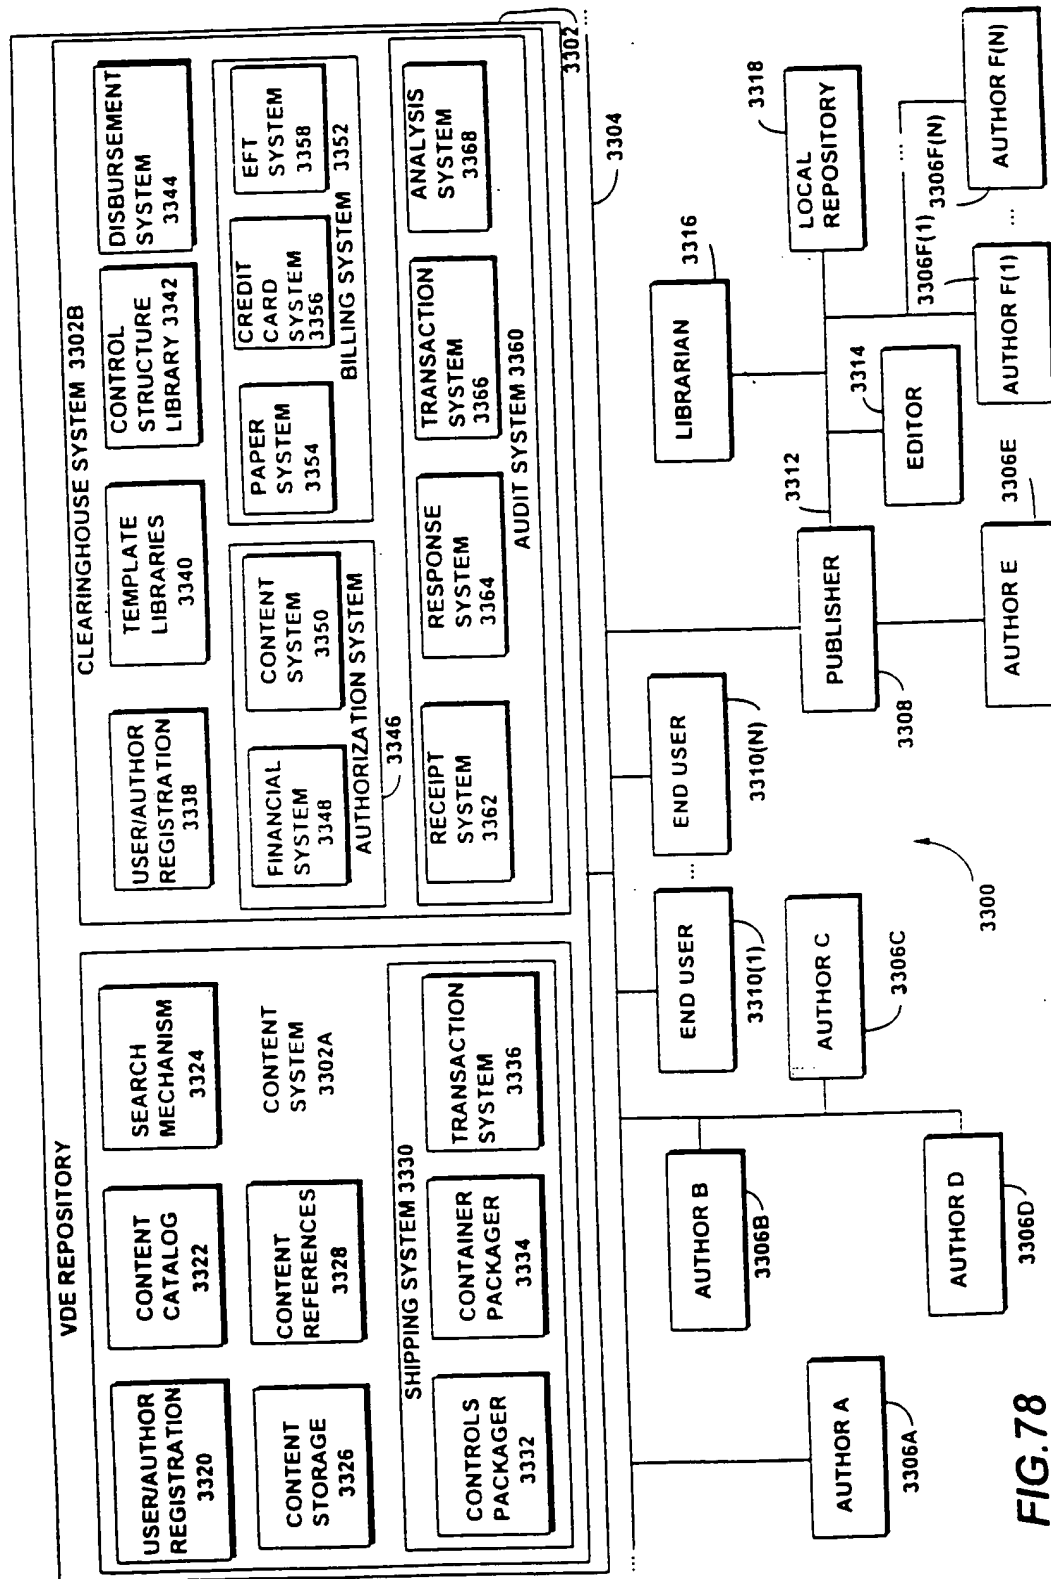 VDE REPOSITORY
USER/AUTHOR
REGISTRATION
3320
CONTENT
CATALOG
3322
SEARCH
MECHANISM
3324
CONTENT
STORAGE
3326
CONTENT
REFERENCES
3328
CONTENT
SYSTEM
3302A
SHIPPING SYSTEM 3330
CONTROLS
PACKAGER
3332
CONTAINER
PACKAGER
3334
TRANSACTION
SYSTEM
3336
CLEARINGHOUSE SYSTEM 3302B
USER/AUTHOR
REGISTRATION
3338
TEMPLATE
LIBRARIES
3340
CONTROL
STRUCTURE
LIBRARY 3342
DISBURSEMENT
SYSTEM
3344
FINANCIAL
SYSTEM
3348
CONTENT
SYSTEM
3350
AUTHORIZATION SYSTEM
3346
PAPER
SYSTEM
3354
CREDIT
CARD
SYSTEM
3356
EFT
SYSTEM
3358
BILLING SYSTEM 3352
RECEIPT
SYSTEM
3362
RESPONSE
SYSTEM
3364
TRANSACTION
SYSTEM
3366
ANALYSIS
SYSTEM
3368
AUDIT SYSTEM 3360
3302
...
3304
...
AUTHOR A
3306A
AUTHOR B
3306B
AUTHOR C
3306C
AUTHOR D
3306D
END USER
3310(1)
...
END USER
3310(N)
3300
PUBLISHER
3308
3312
AUTHOR E
3306E
LIBRARIAN
3316
EDITOR
3314
LOCAL
REPOSITORY
3318
AUTHOR F(1)
3306F(1)
...
...
AUTHOR F(N)
3306F(N)
FIG.78